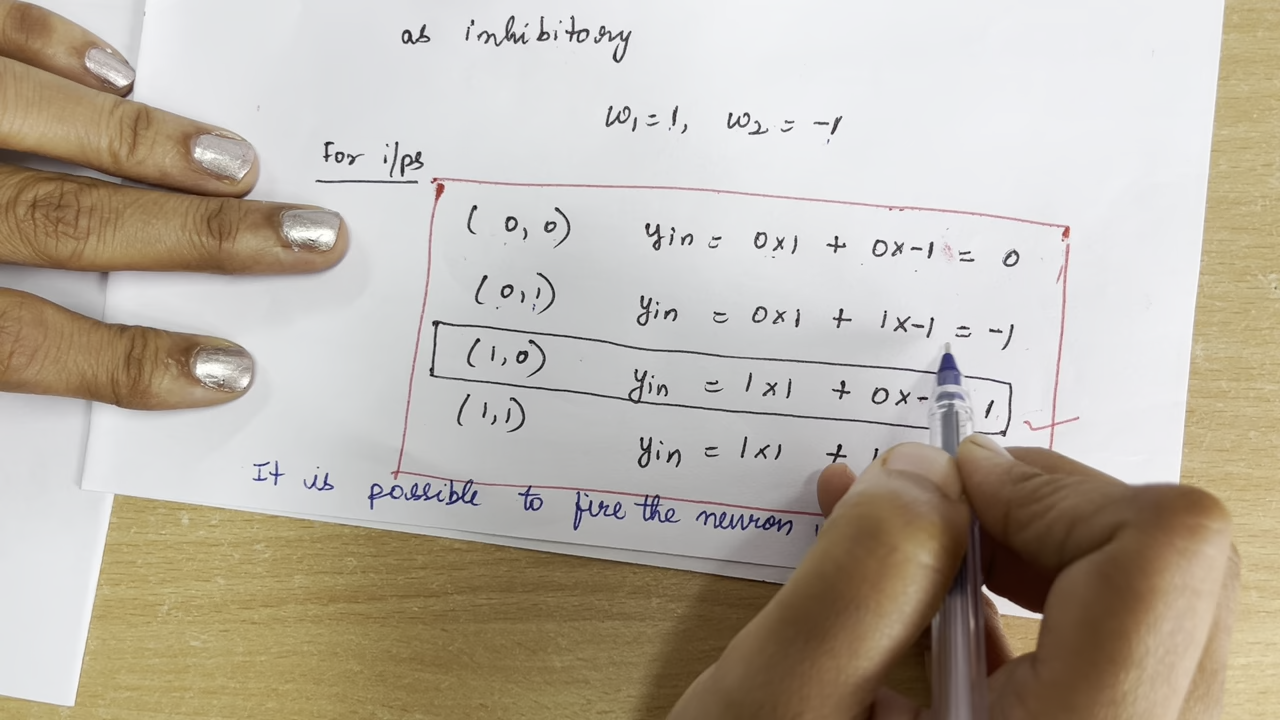 as inhibitory
w₁ = 1, w₂ = -1
For i/ps
(0, 0) yin = 0x1 + 0x-1 = 0
(0, 1) yin = 0x1 + 1x-1 = -1
(1, 0) yin = 1x1 + 0x- 1
(1, 1) yin = 1x1 +
It is possible to fire the neuron